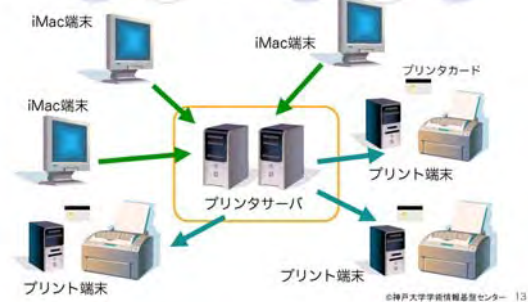 iMac端末
iMac端末
プリンタカード
iMac端末
プリント端末
プリンタサーバ
プリント端末
プリント端末
©神戸大学学術情報基盤センター 13